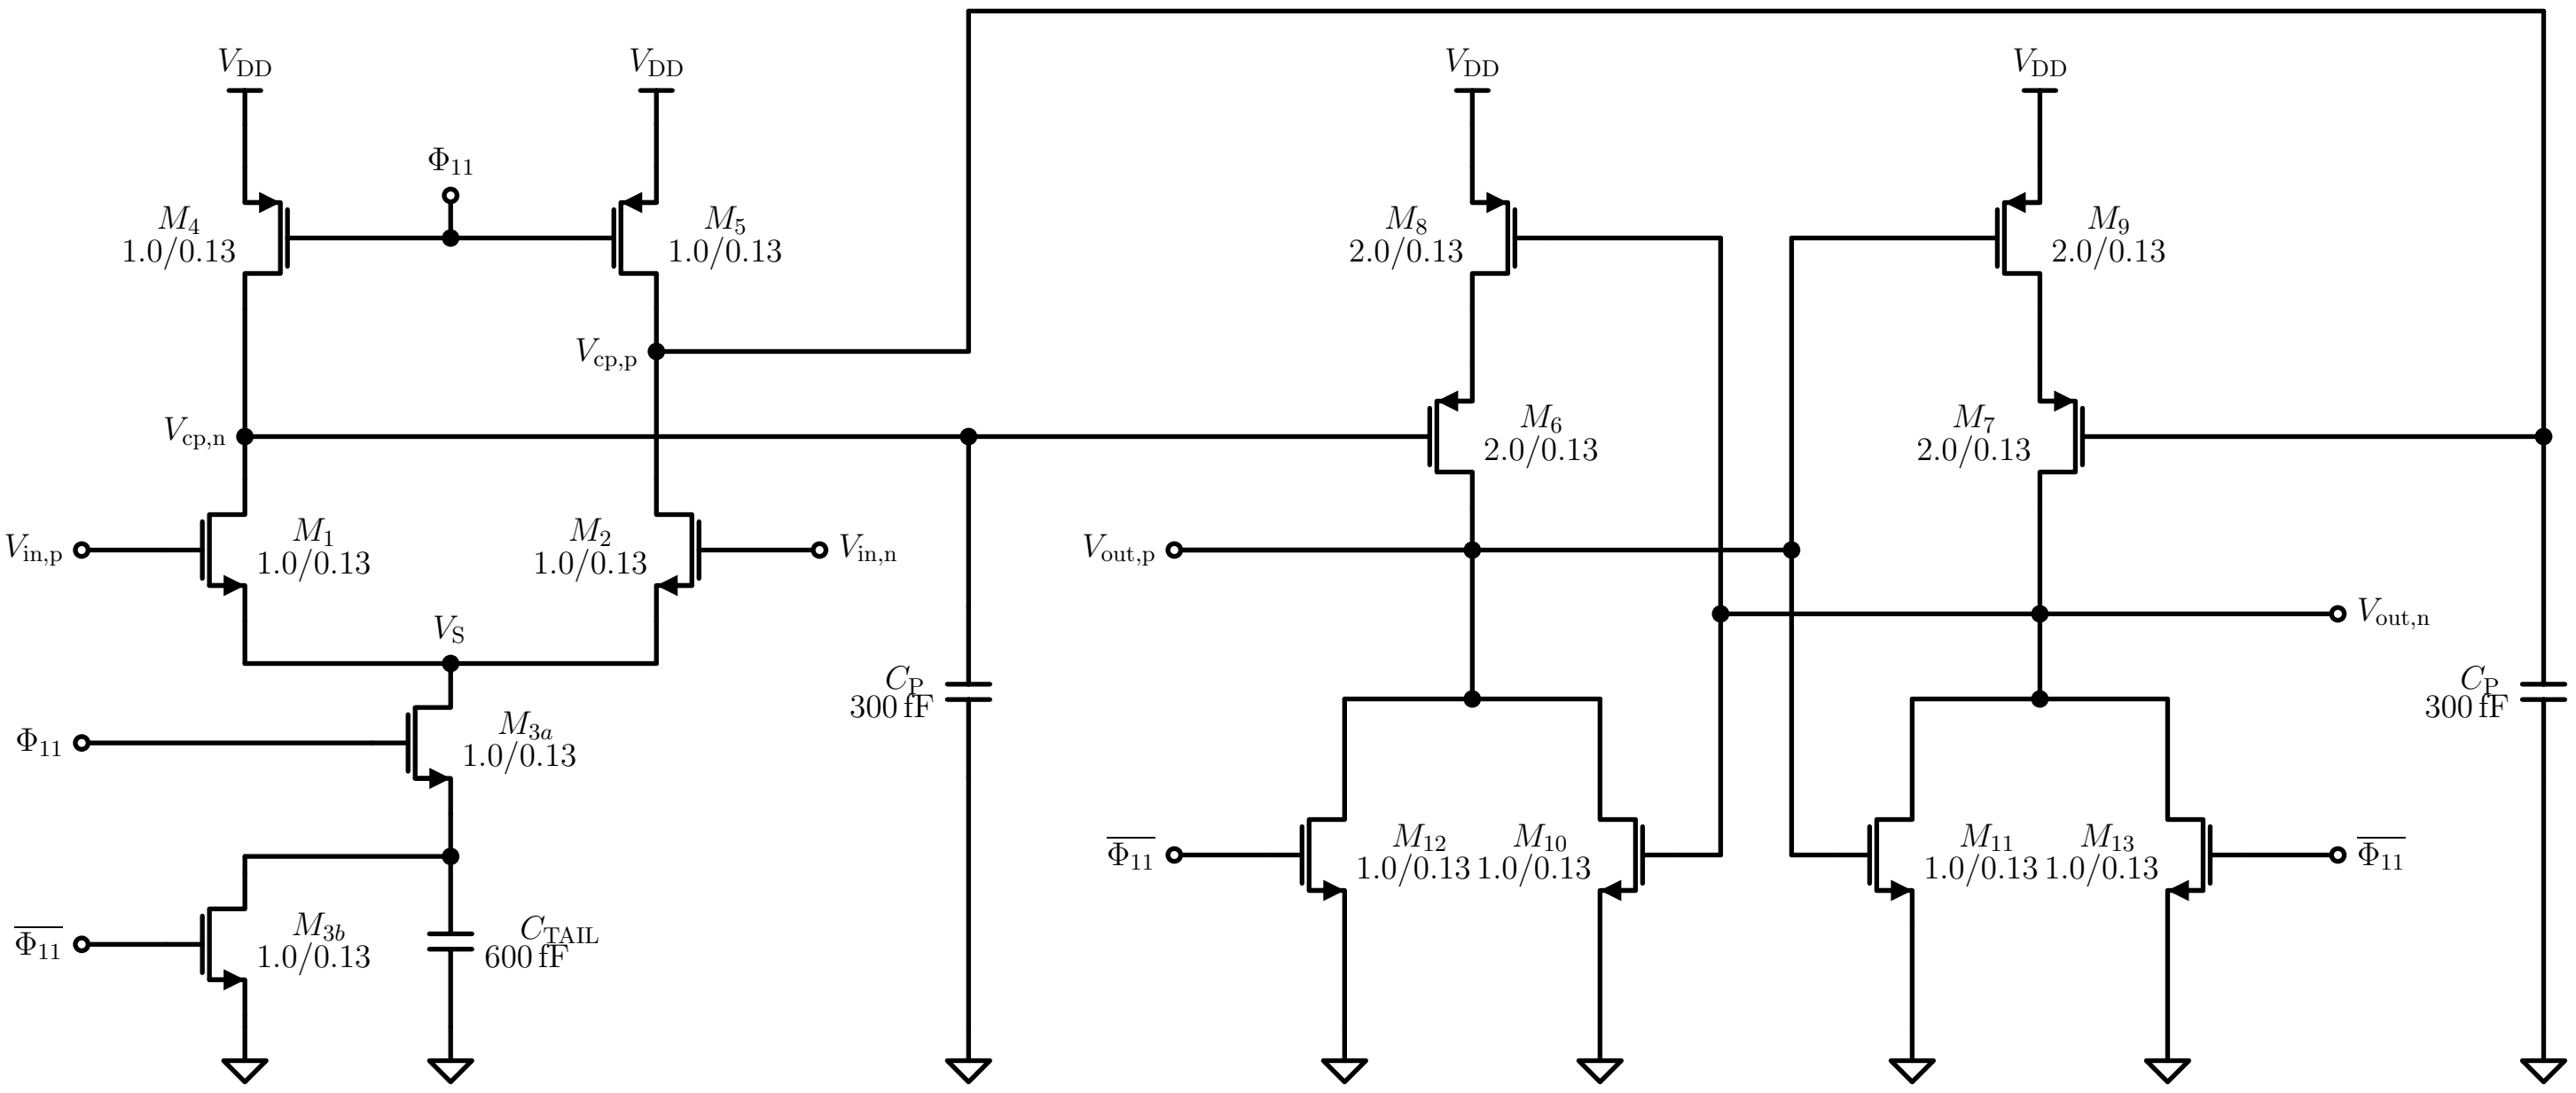 V_DD
V_DD
V_DD
V_DD
Φ_11
M_4
1.0/0.13
M_5
1.0/0.13
M_8
2.0/0.13
M_9
2.0/0.13
V_cp,p
V_cp,n
M_6
2.0/0.13
M_7
2.0/0.13
V_in,p
M_1
1.0/0.13
M_2
1.0/0.13
V_in,n
V_out,p
V_out,n
V_S
C_P
300 fF
C_P
300 fF
Φ_11
M_3a
1.0/0.13
Φ̅_11
M_12
1.0/0.13
M_10
1.0/0.13
M_11
1.0/0.13
M_13
1.0/0.13
Φ̅_11
Φ̅_11
M_3b
1.0/0.13
C_TAIL
600 fF